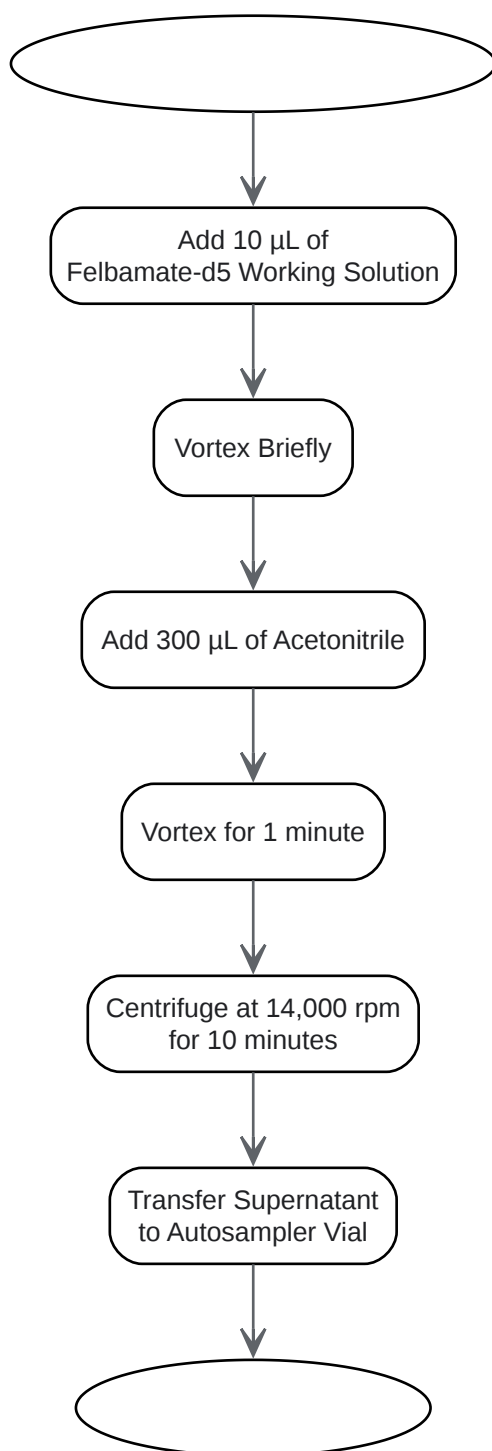 Add 10 µL of
Felbamate-d5 Working Solution
Vortex Briefly
Add 300 µL of Acetonitrile
Vortex for 1 minute
Centrifuge at 14,000 rpm
for 10 minutes
Transfer Supernatant
to Autosampler Vial